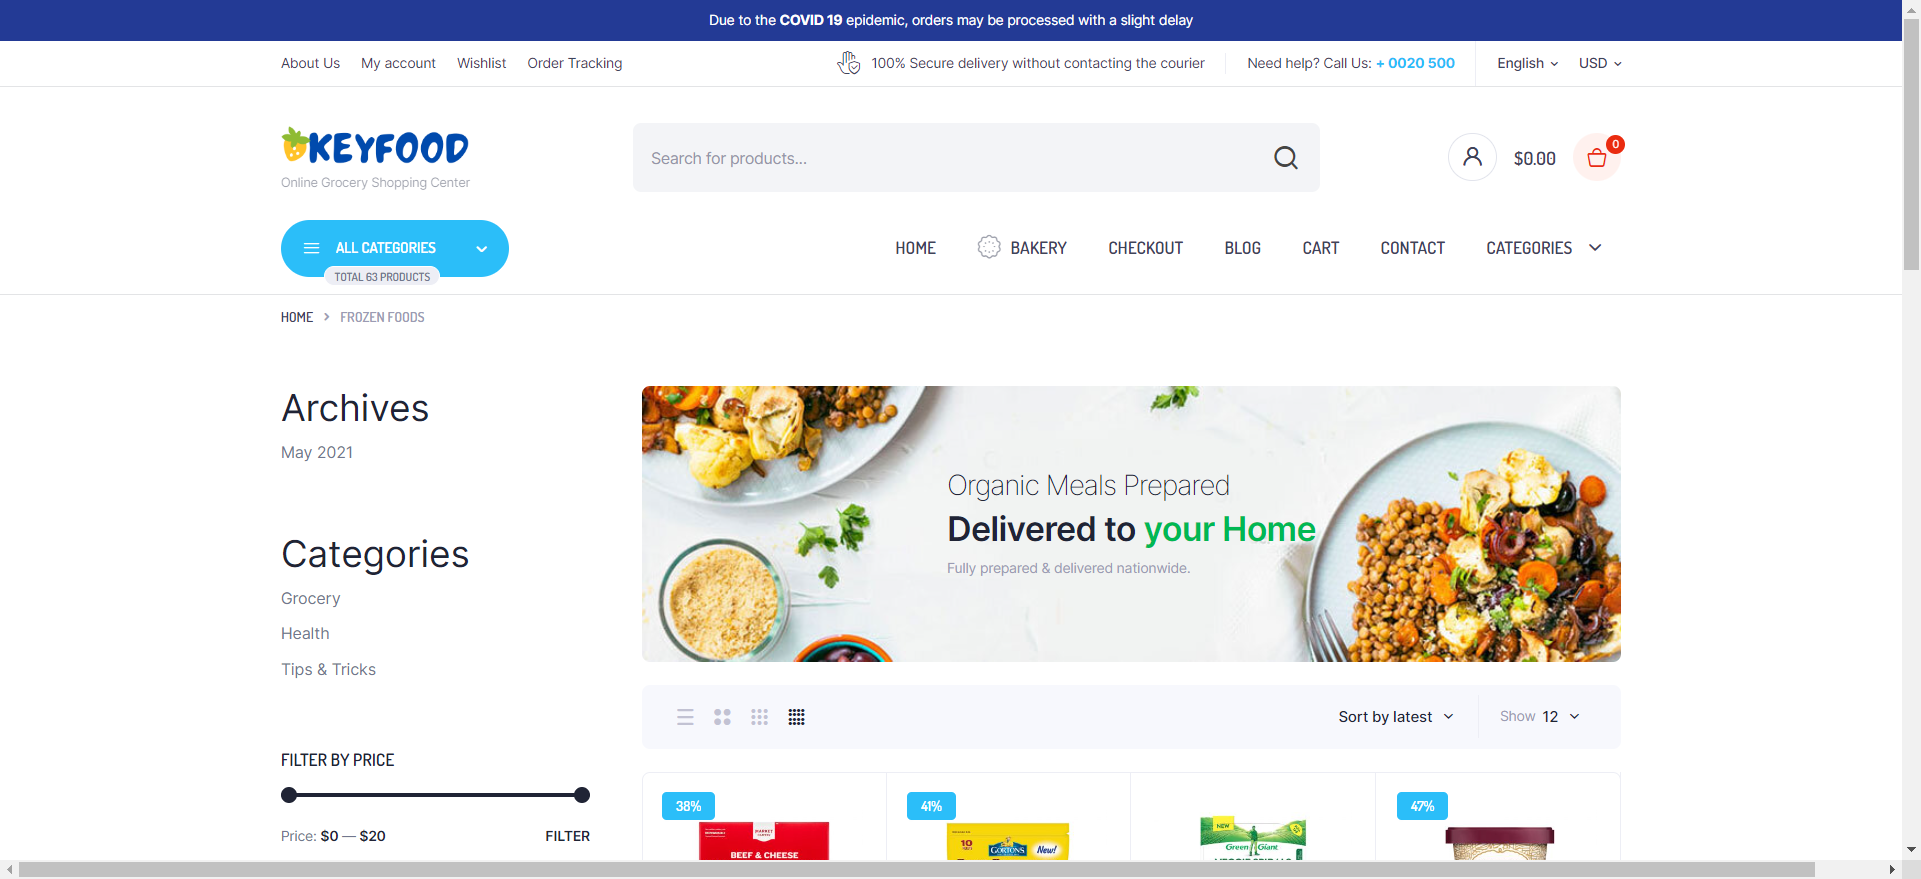 Due to the COVID 19 epidemic, orders may be processed with a slight delay
About Us My account Wishlist Order Tracking
100% Secure delivery without contacting the courier
Need help? Call Us: + 0020 500
English USD
KEYFOOD
Online Grocery Shopping Center
Search for products...
$0.00
0
ALL CATEGORIES
TOTAL 63 PRODUCTS
HOME BAKERY CHECKOUT BLOG CART CONTACT CATEGORIES
HOME > FROZEN FOODS
Archives
May 2021
Categories
Grocery
Health
Tips & Tricks
FILTER BY PRICE
Price: $0 — $20
FILTER
Organic Meals Prepared
Delivered to your Home
Fully prepared & delivered nationwide.
Sort by latest
Show 12
38%
MARKET
BEEF & CHEESE
41%
10
GORTON'S
New!
NEW
Green Giant
47%